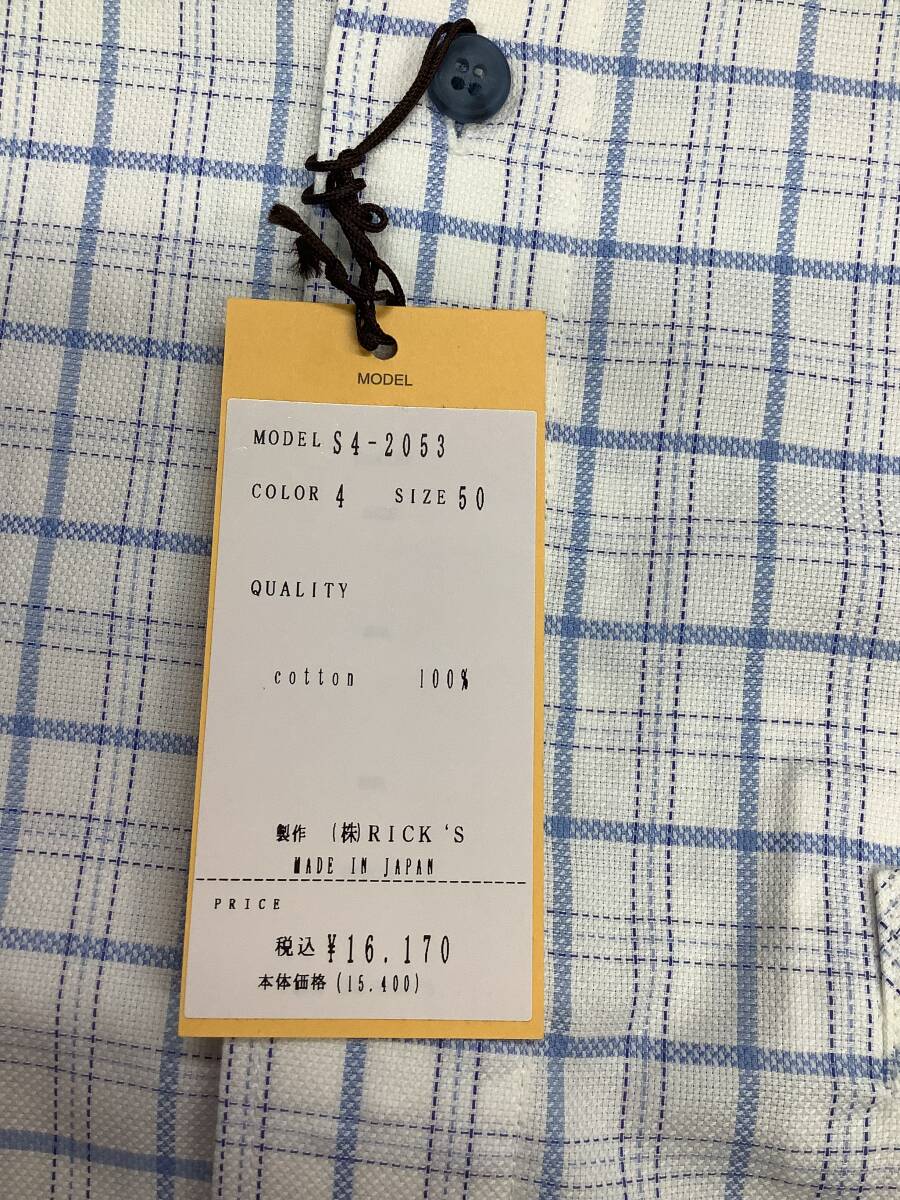 MODEL
MODEL S4-2053
COLOR 4 SIZE 50
QUALITY
cotton 100%
製作 (株)RICK'S
MADE IN JAPAN
PRICE
税込 ¥16.170
本体価格 (15.400)